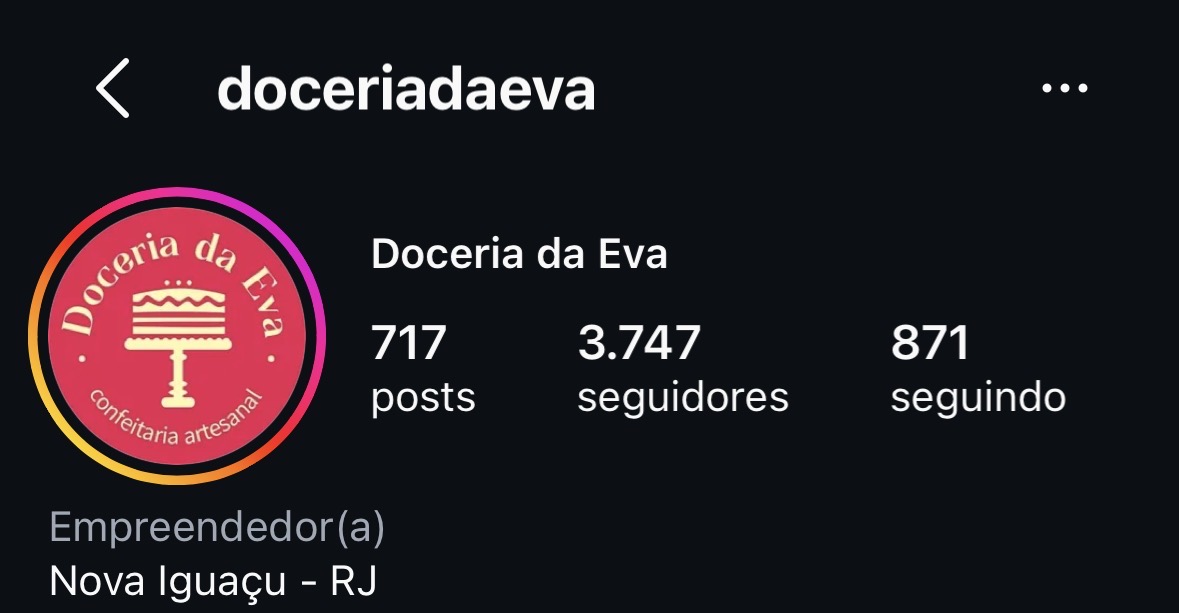 doceriadaeva
Doceria da Eva
confeitaria artesanal
Doceria da Eva
717 3.747 871
posts seguidores seguindo
Empreendedor(a)
Nova Iguaçu - RJ